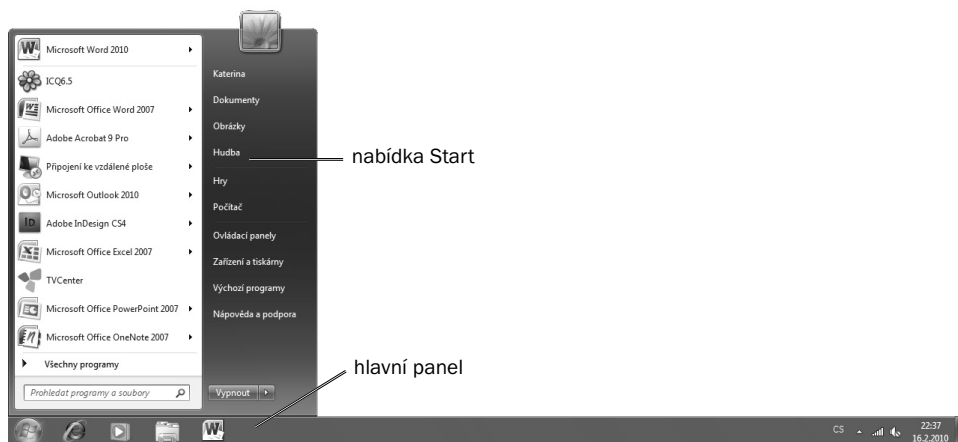 Microsoft Word 2010
ICQ6.5
Microsoft Office Word 2007
Adobe Acrobat 9 Pro
Připojení ke vzdálené ploše
Microsoft Outlook 2010
Adobe InDesign CS4
Microsoft Office Excel 2007
TVCenter
Microsoft Office PowerPoint 2007
Microsoft Office OneNote 2007
Všechny programy
Prohledat programy a soubory
Katerina
Dokumenty
Obrázky
Hudba
Hry
Počítač
Ovládací panely
Zařízení a tiskárny
Výchozí programy
Nápověda a podpora
Vypnout
nabídka Start
hlavní panel
CS
22:37
16.2.2010